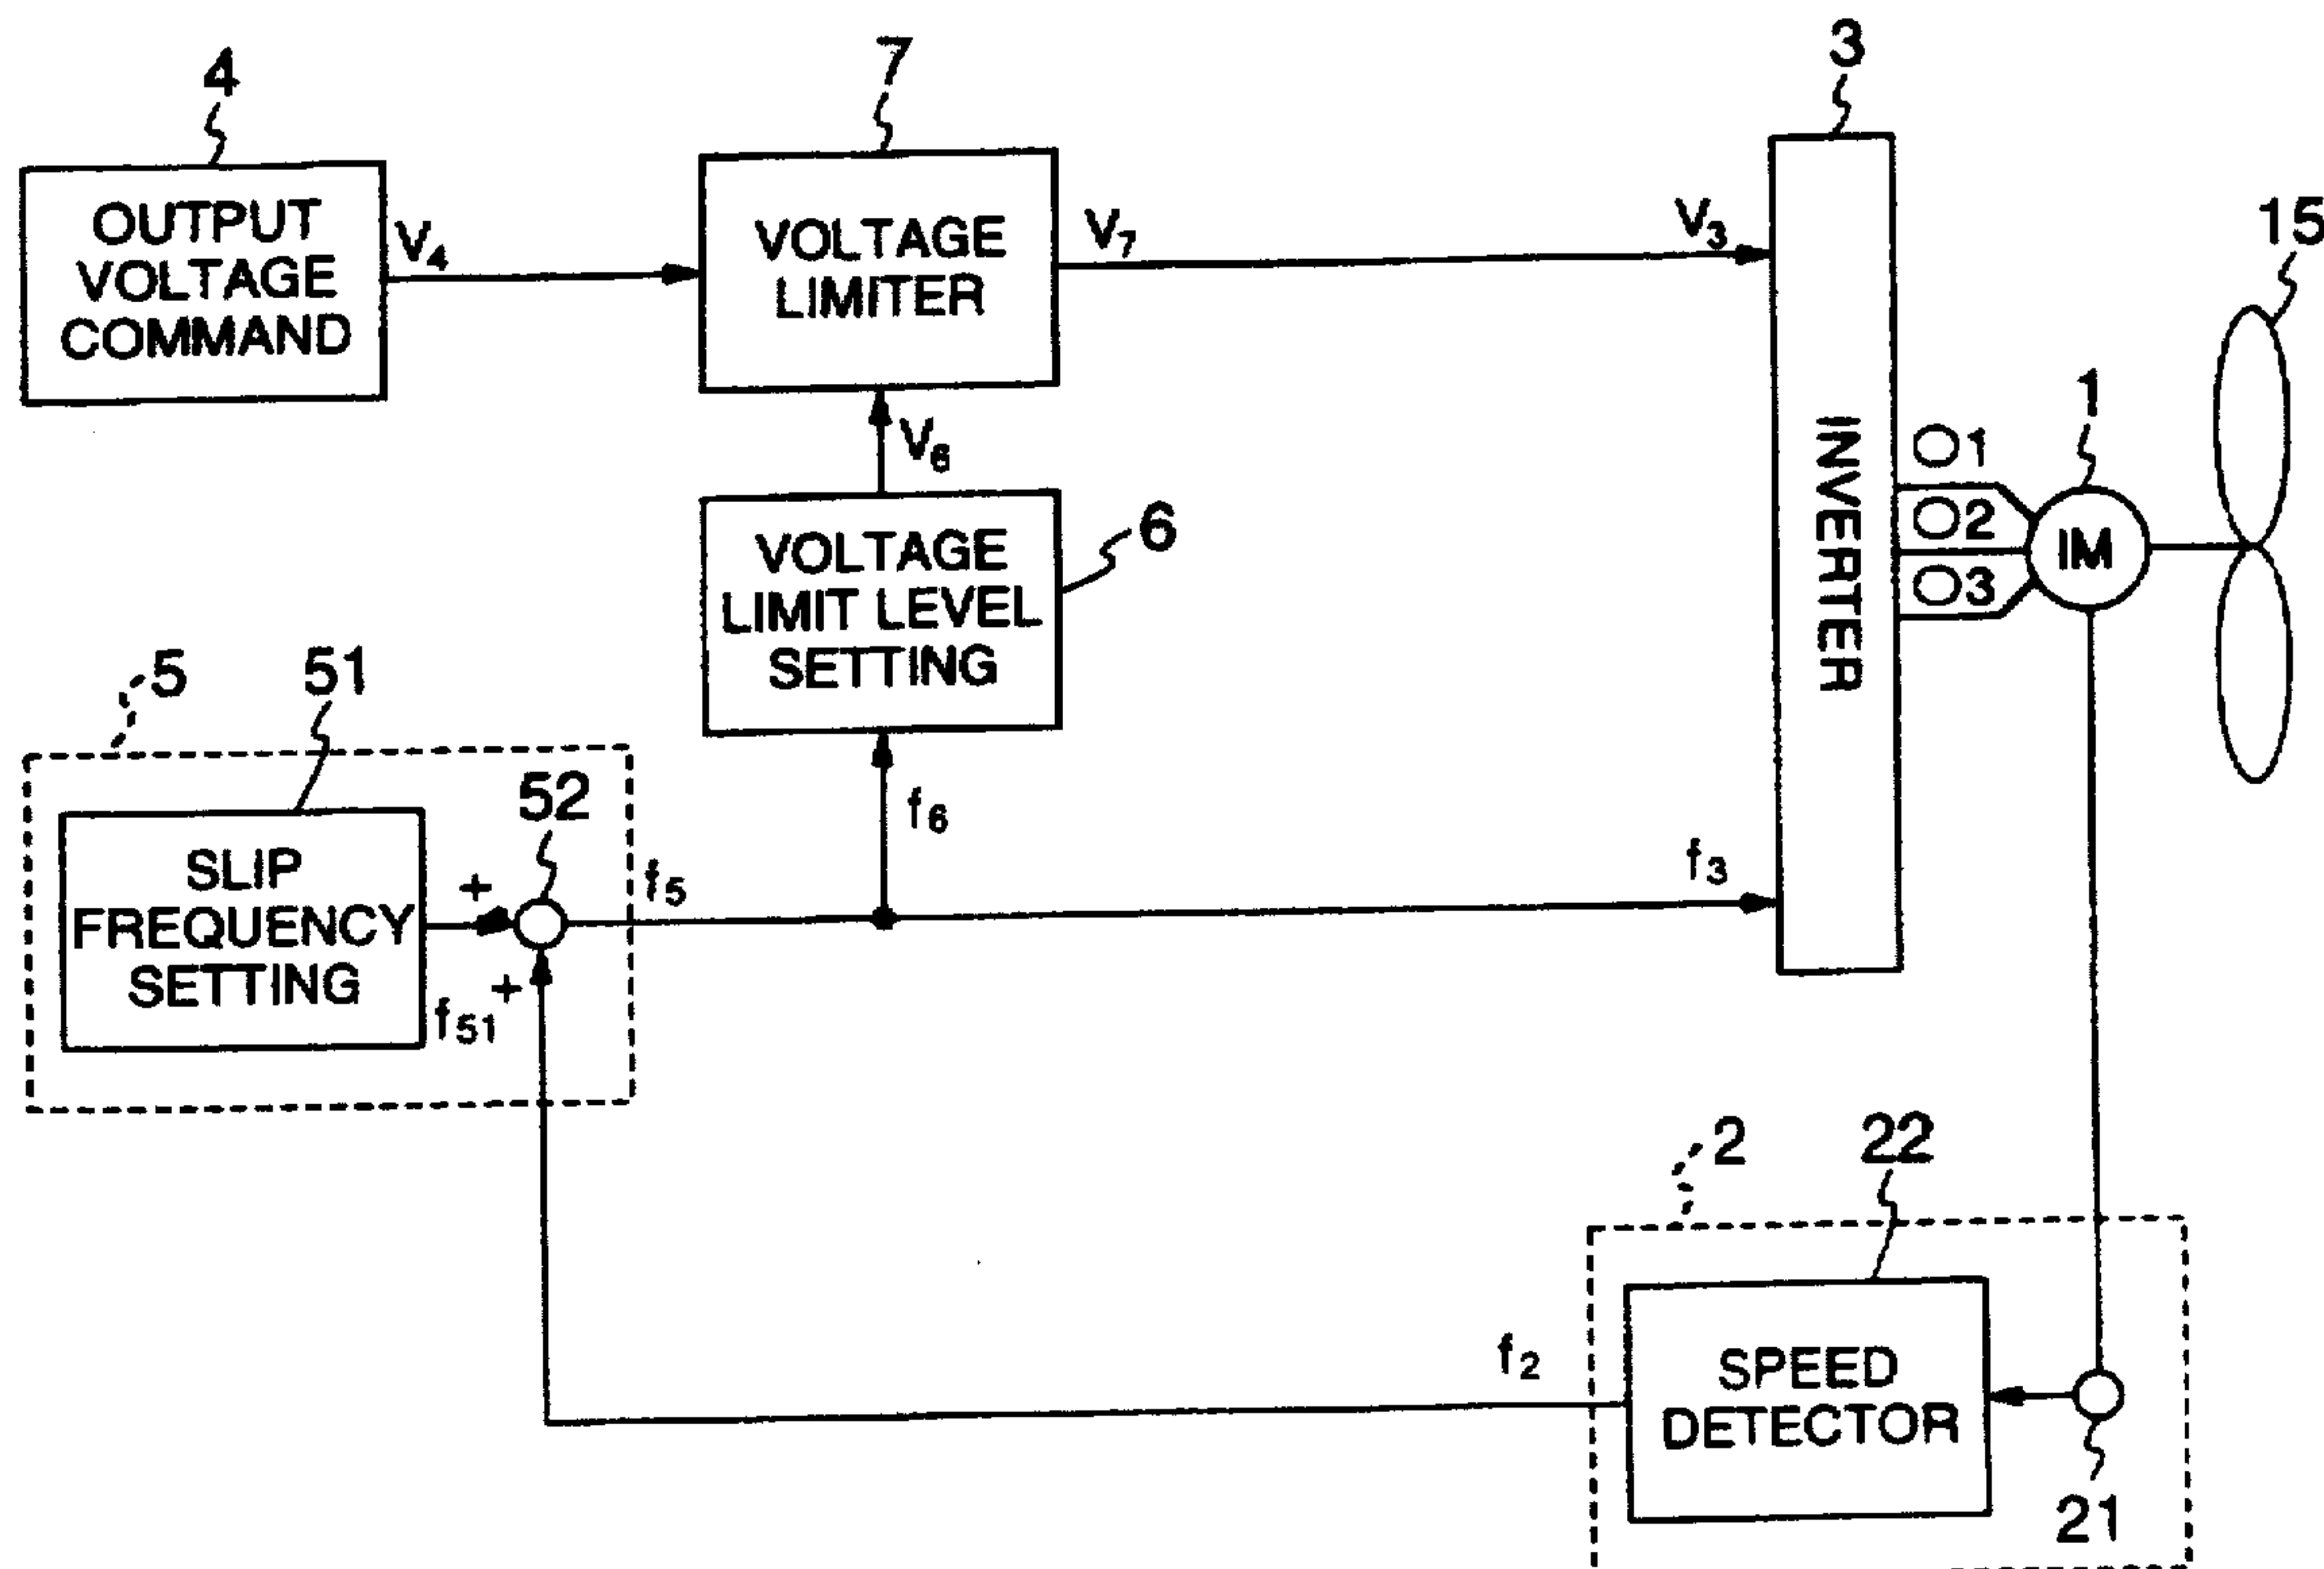 4
7
3
OUTPUT
VOLTAGE
COMMAND
V4
VOLTAGE
LIMITER
V7
V3
15
1
V6
INVERTER
O1
O2
O3
IM
VOLTAGE
LIMIT LEVEL
SETTING
6
5
51
52
f6
SLIP
FREQUENCY
SETTING
+
+
f51
f5
f3
2
22
f2
SPEED
DETECTOR
21